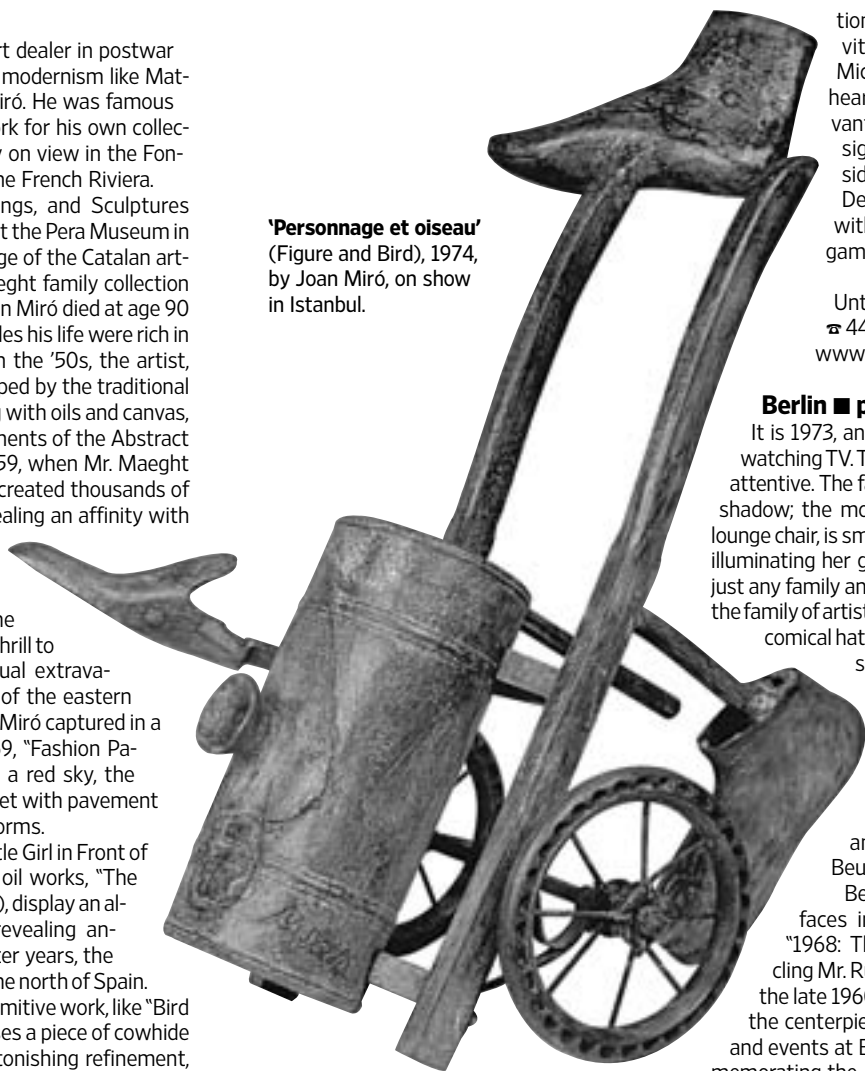 rt dealer in postwar
modernism like Mat-
iró. He was famous
rk for his own collec-
y on view in the Fon-
he French Riviera.
ngs, and Sculptures
t the Pera Museum in
ge of the Catalan art-
eght family collection
n Miró died at age 90
des his life were rich in
n the '50s, the artist,
ped by the traditional
g with oils and canvas,
ments of the Abstract
59, when Mr. Maeght
created thousands of
ealing an affinity with
ne
hrill to
ual extrava-
of the eastern
Miró captured in a
69, "Fashion Pa-
a red sky, the
et with pavement
orms.
tle Girl in Front of
oil works, "The
), display an al-
revealing an-
ter years, the
he north of Spain.
mitive work, like "Bird
ses a piece of cowhide
tonishing refinement,
'Personnage et oiseau'
(Figure and Bird), 1974,
by Joan Miró, on show
in Istanbul.
tion
vit
Mic
hear
van
sig
sid
De
with
gam
Unt
☎ 44
www
Berlin ■ p
It is 1973, an
watching TV. T
attentive. The fa
shadow; the mo
lounge chair, is sm
illuminating her g
just any family an
the family of artist
comical hat
s
an
Beu
Be
faces in
"1968: Th
cling Mr. R
the late 1960
the centerpie
and events at B
memorating the